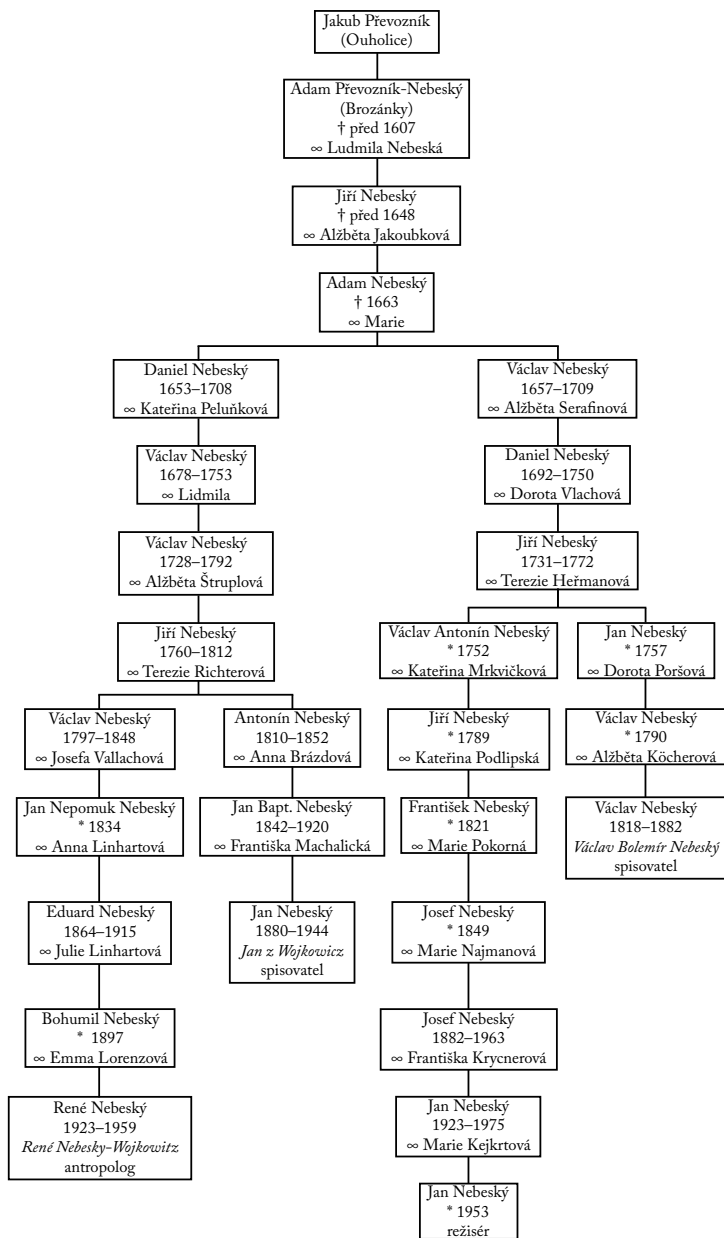 Jakub Převozník
(Ouholice)
Adam Převozník-Nebeský
(Brozánky)
† před 1607
∞ Ludmila Nebeská
Jiří Nebeský
† před 1648
∞ Alžběta Jakoubková
Adam Nebeský
† 1663
∞ Marie
Daniel Nebeský
1653–1708
∞ Kateřina Peluňková
Václav Nebeský
1657–1709
∞ Alžběta Serafinová
Václav Nebeský
1678–1753
∞ Lidmila
Daniel Nebeský
1692–1750
∞ Dorota Vlachová
Václav Nebeský
1728–1792
∞ Alžběta Štruplová
Jiří Nebeský
1731–1772
∞ Terezie Heřmanová
Jiří Nebeský
1760–1812
∞ Terezie Richterová
Václav Antonín Nebeský
* 1752
∞ Kateřina Mrkvičková
Jan Nebeský
* 1757
∞ Dorota Poršová
Václav Nebeský
1797–1848
∞ Josefa Vallachová
Antonín Nebeský
1810–1852
∞ Anna Brázdová
Jiří Nebeský
* 1789
∞ Kateřina Podlipská
Václav Nebeský
* 1790
∞ Alžběta Köcherová
Jan Nepomuk Nebeský
* 1834
∞ Anna Linhartová
Jan Bapt. Nebeský
1842–1920
∞ Františka Machalická
František Nebeský
* 1821
∞ Marie Pokorná
Václav Nebeský
1818–1882
Václav Bolemír Nebeský
spisovatel
Eduard Nebeský
1864–1915
∞ Julie Linhartová
Jan Nebeský
1880–1944
Jan z Wojkowicz
spisovatel
Josef Nebeský
* 1849
∞ Marie Najmanová
Bohumil Nebeský
* 1897
∞ Emma Lorenzová
Josef Nebeský
1882–1963
∞ Františka Krycnerová
René Nebeský
1923–1959
René Nebesky-Wojkowitz
antropolog
Jan Nebeský
1923–1975
∞ Marie Kejkrtová
Jan Nebeský
* 1953
režisér